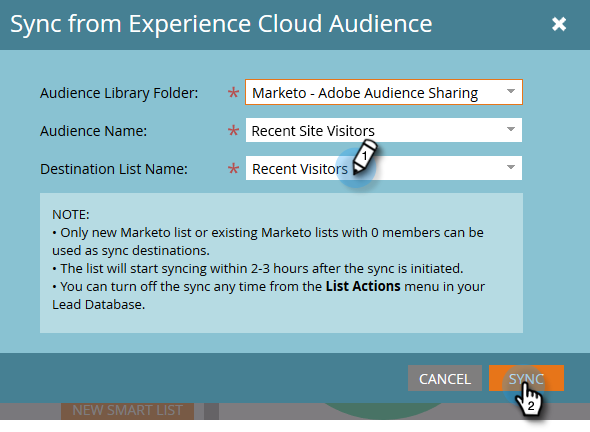 Sync from Experience Cloud Audience
Audience Library Folder: * Marketo - Adobe Audience Sharing
Audience Name: * Recent Site Visitors
1
Destination List Name: * Recent Visitors
NOTE:
• Only new Marketo list or existing Marketo lists with 0 members can be
used as sync destinations.
• The list will start syncing within 2-3 hours after the sync is initiated.
• You can turn off the sync any time from the List Actions menu in your
Lead Database.
CANCEL SYNC
2
NEW SMART LIST